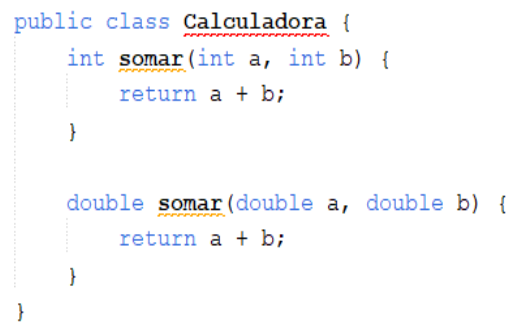 public class Calculadora {
int somar(int a, int b) {
return a + b;
}
double somar(double a, double b) {
return a + b;
}
}